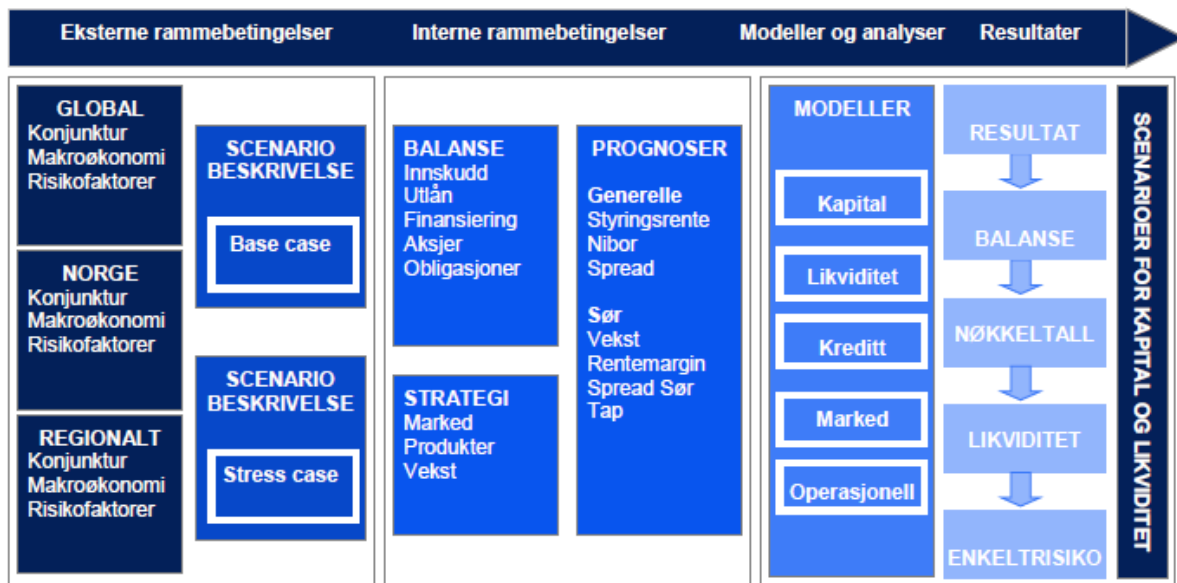 Eksterne rammebetingelser
Interne rammebetingelser
Modeller og analyser
Resultater
GLOBAL
Konjunktur
Makroøkonomi
Risikofaktorer
NORGE
Konjunktur
Makroøkonomi
Risikofaktorer
REGIONALT
Konjunktur
Makroøkonomi
Risikofaktorer
SCENARIO
BESKRIVELSE
Base case
SCENARIO
BESKRIVELSE
Stress case
BALANSE
Innskudd
Utlån
Finansiering
Aksjer
Obligasjoner
STRATEGI
Marked
Produkter
Vekst
PROGNOSER
Generelle
Styringsrente
Nibor
Spread
Sør
Vekst
Rentemargin
Spread Sør
Tap
MODELLER
Kapital
Likviditet
Kreditt
Marked
Operasjonell
RESULTAT
BALANSE
NØKKELTALL
LIKVIDITET
ENKELTRISIKO
SCENARIOER FOR KAPITAL OG LIKVIDITET